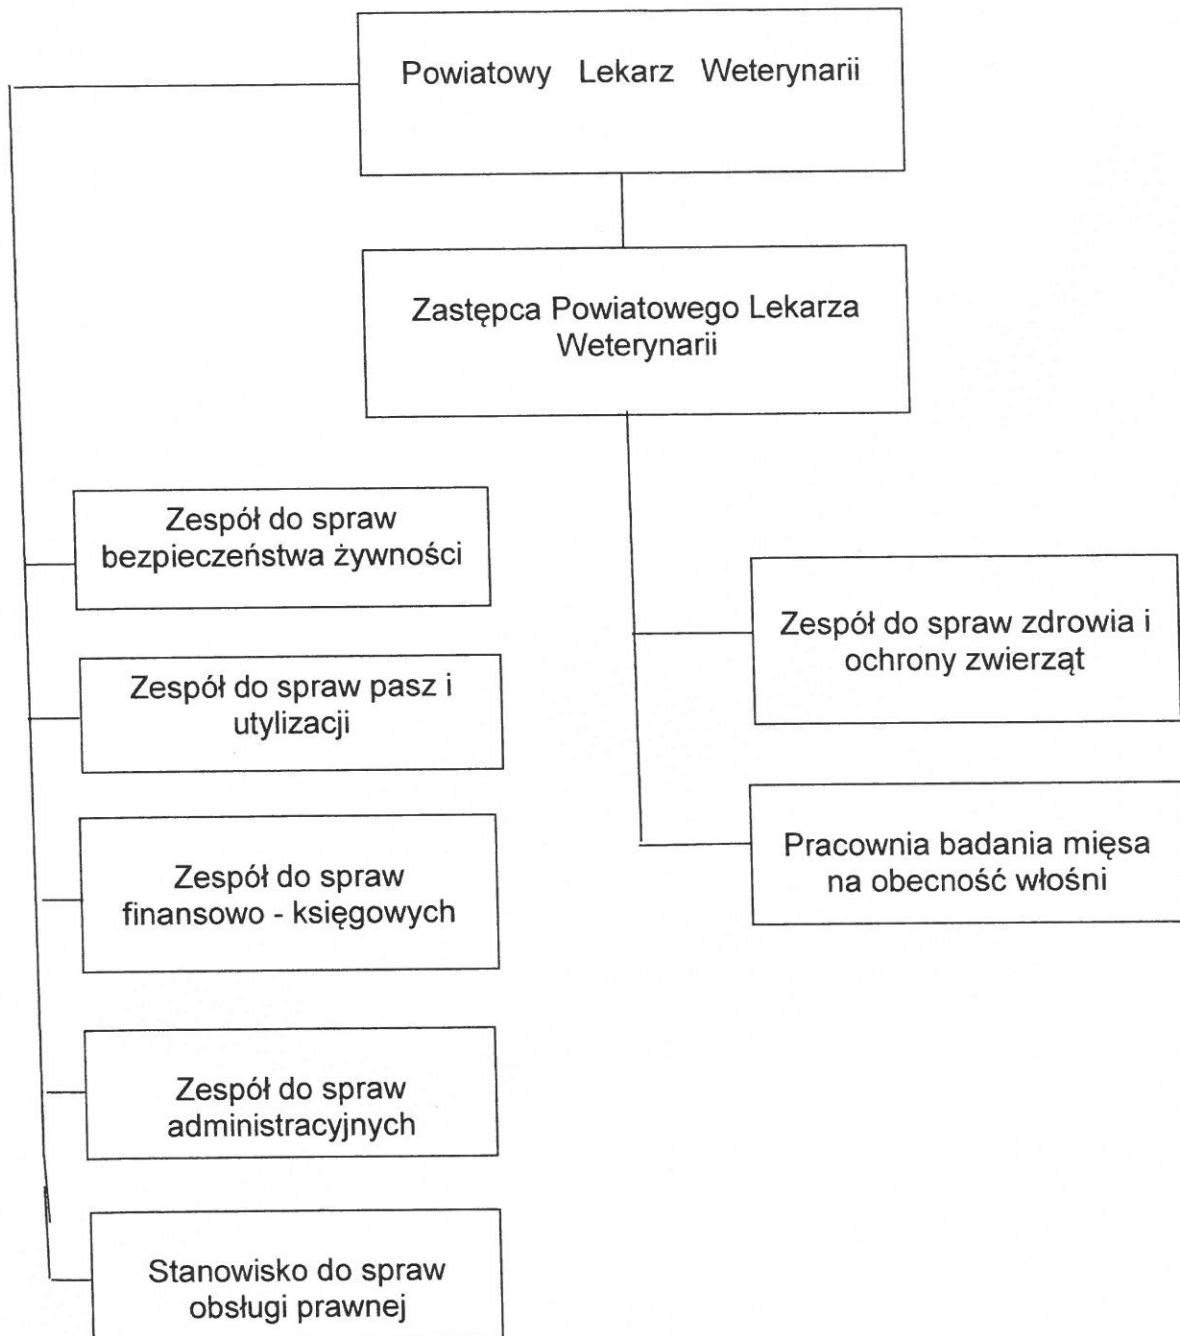 Powiatowy Lekarz Weterynarii
Zastępca Powiatowego Lekarza
Weterynarii
Zespół do spraw
bezpieczeństwa żywności
Zespół do spraw pasz i
utylizacji
Zespół do spraw
finansowo - księgowych
Zespół do spraw
administracyjnych
Stanowisko do spraw
obsługi prawnej
Zespół do spraw zdrowia i
ochrony zwierząt
Pracownia badania mięsa
na obecność włośni